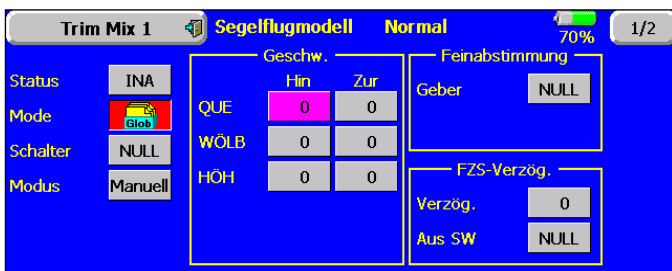 Trim Mix 1 Segelflugmodell Normal 70% 1/2
Geschw. Feinabstimmung
Status INA Hin Zur Geber NULL
Mode Glob QUE 0 0
Schalter NULL WÖLB 0 0
Modus Manuell HÖH 0 0 FZS-Verzög.
Verzög. 0
Aus SW NULL